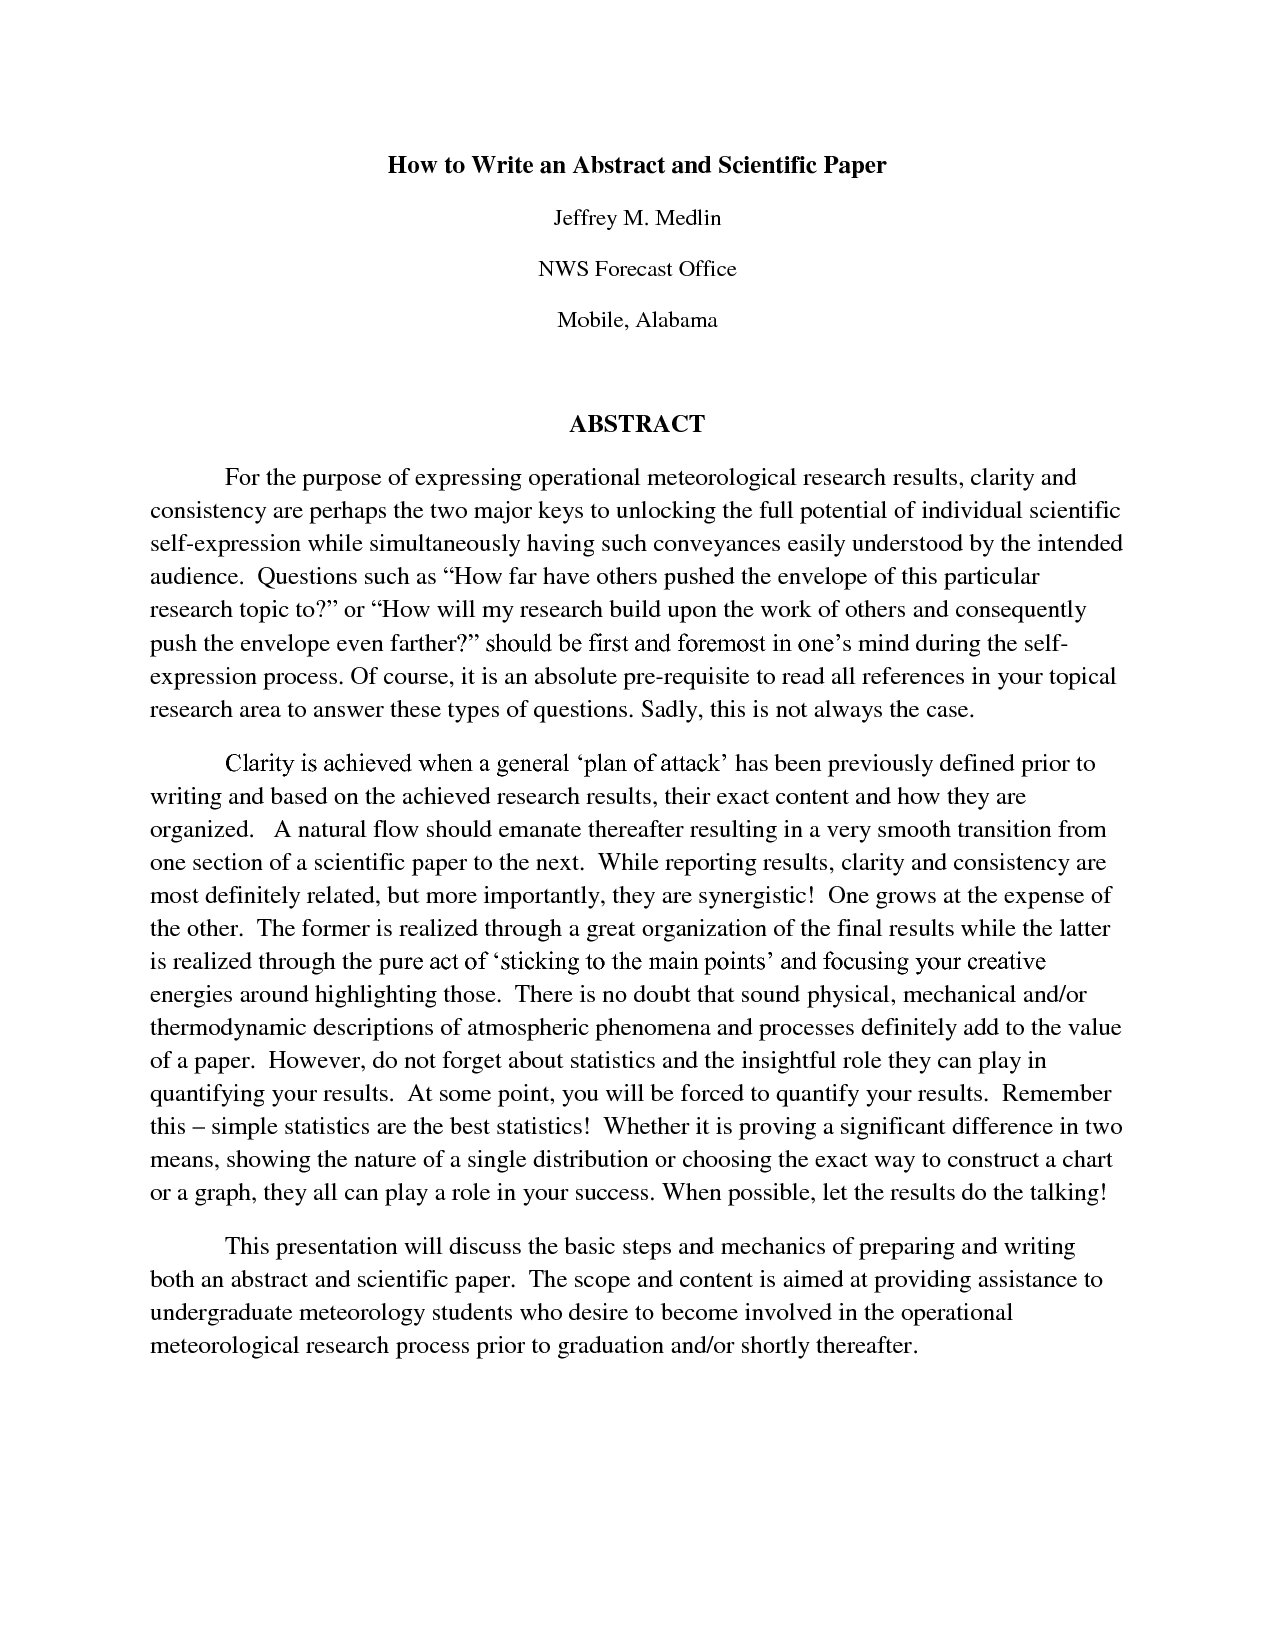 How to Write an Abstract and Scientific Paper
Jeffrey M. Medlin
NWS Forecast Office
Mobile, Alabama
ABSTRACT
For the purpose of expressing operational meteorological research results, clarity and
consistency are perhaps the two major keys to unlocking the full potential of individual scientific
self-expression while simultaneously having such conveyances easily understood by the intended
audience.  Questions such as “How far have others pushed the envelope of this particular
research topic to?” or “How will my research build upon the work of others and consequently
push the envelope even farther?” should be first and foremost in one’s mind during the self-
expression process. Of course, it is an absolute pre-requisite to read all references in your topical
research area to answer these types of questions. Sadly, this is not always the case.
Clarity is achieved when a general ‘plan of attack’ has been previously defined prior to
writing and based on the achieved research results, their exact content and how they are
organized.   A natural flow should emanate thereafter resulting in a very smooth transition from
one section of a scientific paper to the next.  While reporting results, clarity and consistency are
most definitely related, but more importantly, they are synergistic!  One grows at the expense of
the other.  The former is realized through a great organization of the final results while the latter
is realized through the pure act of ‘sticking to the main points’ and focusing your creative
energies around highlighting those.  There is no doubt that sound physical, mechanical and/or
thermodynamic descriptions of atmospheric phenomena and processes definitely add to the value
of a paper.  However, do not forget about statistics and the insightful role they can play in
quantifying your results.  At some point, you will be forced to quantify your results.  Remember
this – simple statistics are the best statistics!  Whether it is proving a significant difference in two
means, showing the nature of a single distribution or choosing the exact way to construct a chart
or a graph, they all can play a role in your success. When possible, let the results do the talking!
This presentation will discuss the basic steps and mechanics of preparing and writing
both an abstract and scientific paper.  The scope and content is aimed at providing assistance to
undergraduate meteorology students who desire to become involved in the operational
meteorological research process prior to graduation and/or shortly thereafter.